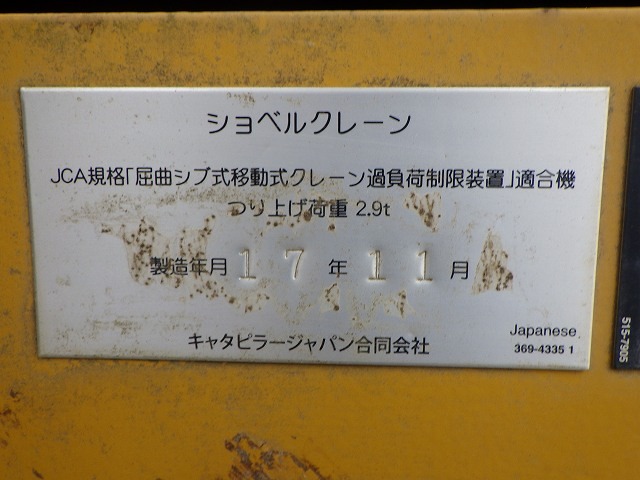 ショベルクレーン
JCA規格｢屈曲シブ式移動式クレーン過負荷制限装置｣適合機
つり上げ荷重 2.9t
製造年月 17 年 11 月
キャタピラージャパン合同会社
Japanese
369-4335 1
515-7905